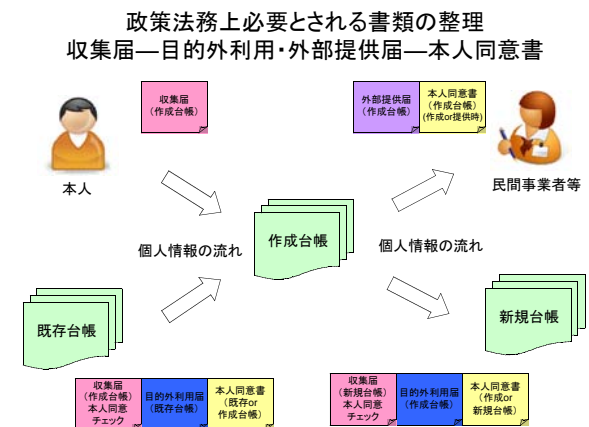 政策法務上必要とされる書類の整理
収集届―目的外利用・外部提供届―本人同意書
収集届
（作成台帳）
外部提供届
（作成台帳）
本人同意書
（作成台帳）
(作成or提供時)
本人
民間事業者等
作成台帳
個人情報の流れ
個人情報の流れ
既存台帳
新規台帳
収集届
（作成台帳）
本人同意
チェック
目的外利用届
（既存台帳）
本人同意書
（既存or
作成台帳）
収集届
（新規台帳）
本人同意
チェック
目的外利用届
（作成台帳）
本人同意書
（作成or
新規台帳）